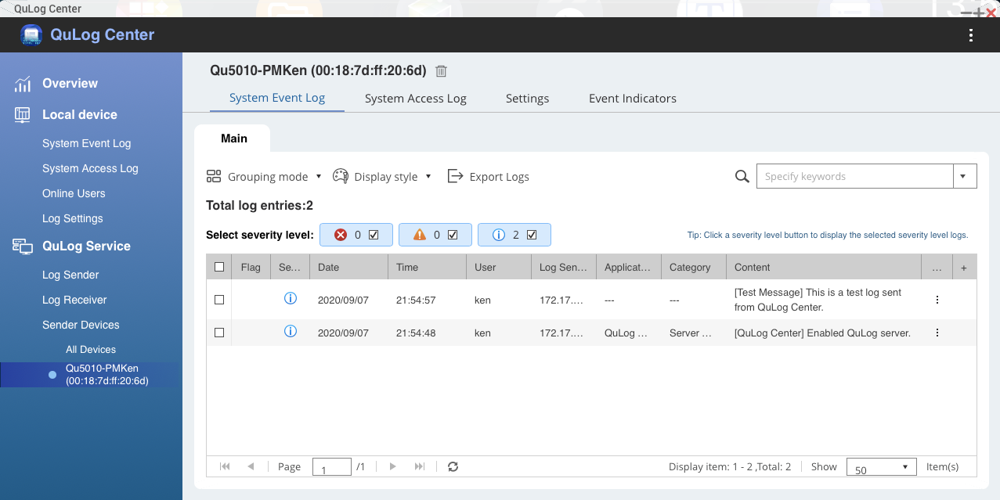 QuLog Center
QuLog Center
Overview
Local device
System Event Log
System Access Log
Online Users
Log Settings
QuLog Service
Log Sender
Log Receiver
Sender Devices
All Devices
Qu5010-PMKen
(00:18:7d:ff:20:6d)
Qu5010-PMKen (00:18:7d:ff:20:6d)
System Event Log System Access Log Settings Event Indicators
Main
Grouping mode Display style Export Logs Specify keywords
Total log entries:2
Select severity level: 0 0 2 Tip: Click a severity level button to display the selected severity level logs.
Flag Se... Date Time User Log Sen... Applicat... Category Content ... +
2020/09/07 21:54:57 ken 172.17.... --- --- [Test Message] This is a test log sent
from QuLog Center.
2020/09/07 21:54:48 ken 172.17.... QuLog ... Server ... [QuLog Center] Enabled QuLog server.
Page 1 /1 Display item: 1 - 2 ,Total: 2 Show 50 Item(s)